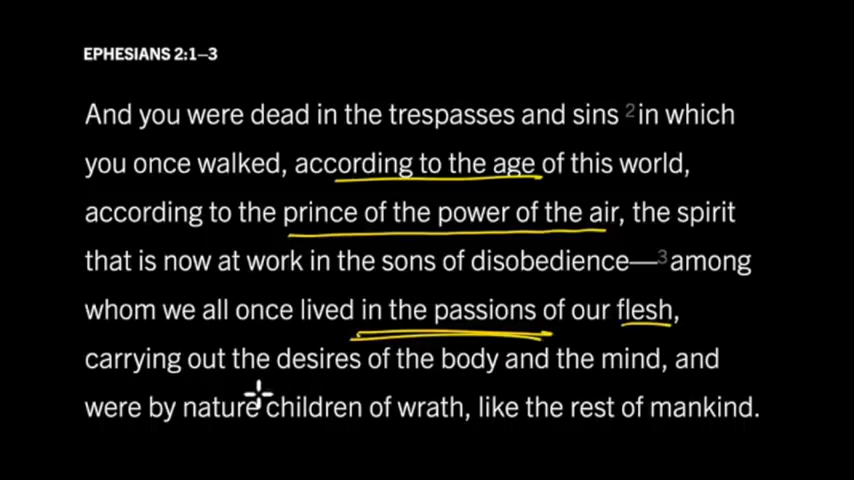 EPHESIANS 2:1–3
And you were dead in the trespasses and sins 2 in which
you once walked, according to the age of this world,
according to the prince of the power of the air, the spirit
that is now at work in the sons of disobedience—3 among
whom we all once lived in the passions of our flesh,
carrying out the desires of the body and the mind, and
were by nature children of wrath, like the rest of mankind.